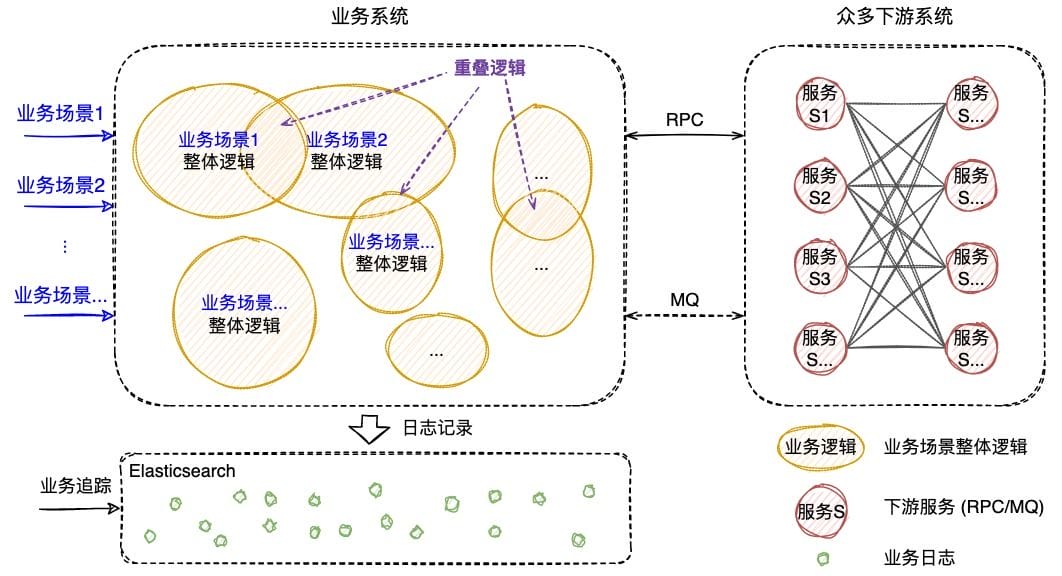 业务系统
众多下游系统
业务场景1
业务场景2
...
业务场景...
重叠逻辑
业务场景1
整体逻辑
业务场景2
整体逻辑
...
...
业务场景...
整体逻辑
业务场景...
整体逻辑
...
RPC
MQ
服务
S1
服务
S...
服务
S2
服务
S...
服务
S3
服务
S...
服务
S...
服务
S...
日志记录
业务追踪
Elasticsearch
业务逻辑
业务场景整体逻辑
服务S
下游服务 (RPC/MQ)
业务日志